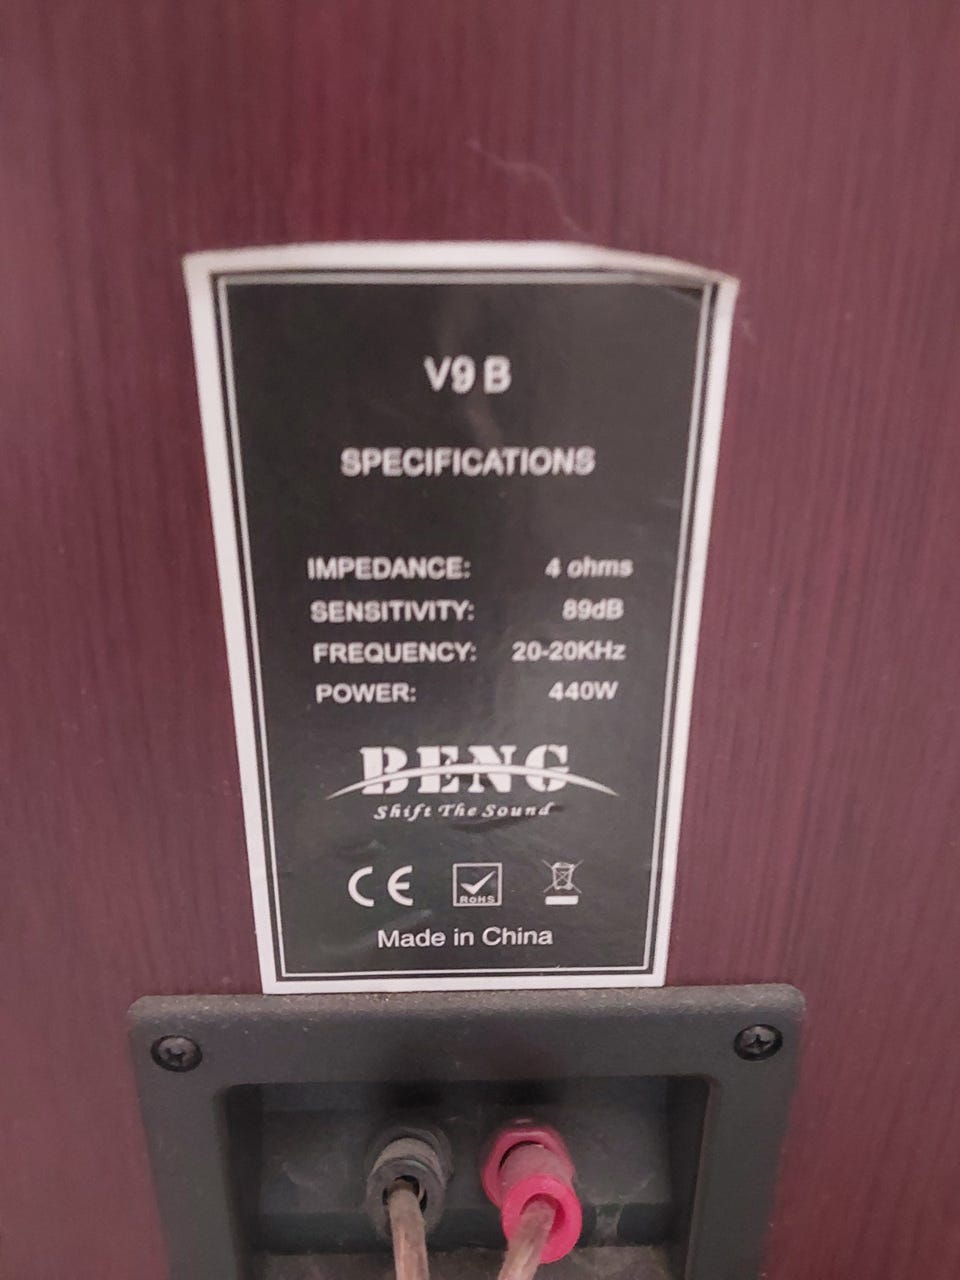 V9 B
SPECIFICATIONS
IMPEDANCE: 4 ohms
SENSITIVITY: 89dB
FREQUENCY: 20-20KHz
POWER: 440W
BENG
Shift The Sound
CE RoHS
Made in China